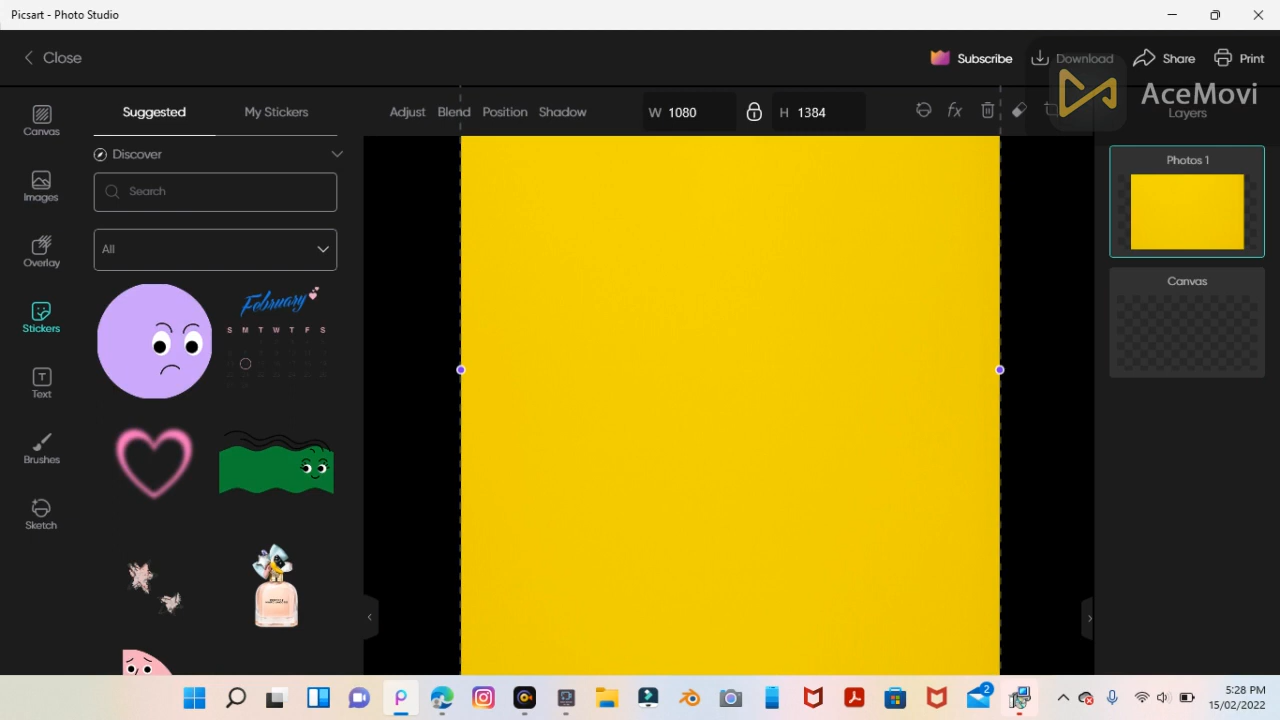 Picsart - Photo Studio
Close
Subscribe
Download
Share
Print
AceMovi
Canvas
Images
Overlay
Stickers
Text
Brushes
Sketch
Suggested
My Stickers
Discover
Search
All
February
S M T W T F S
Adjust
Blend
Position
Shadow
W 1080
H 1384
Layers
Photos 1
Canvas
2
5:28 PM
15/02/2022